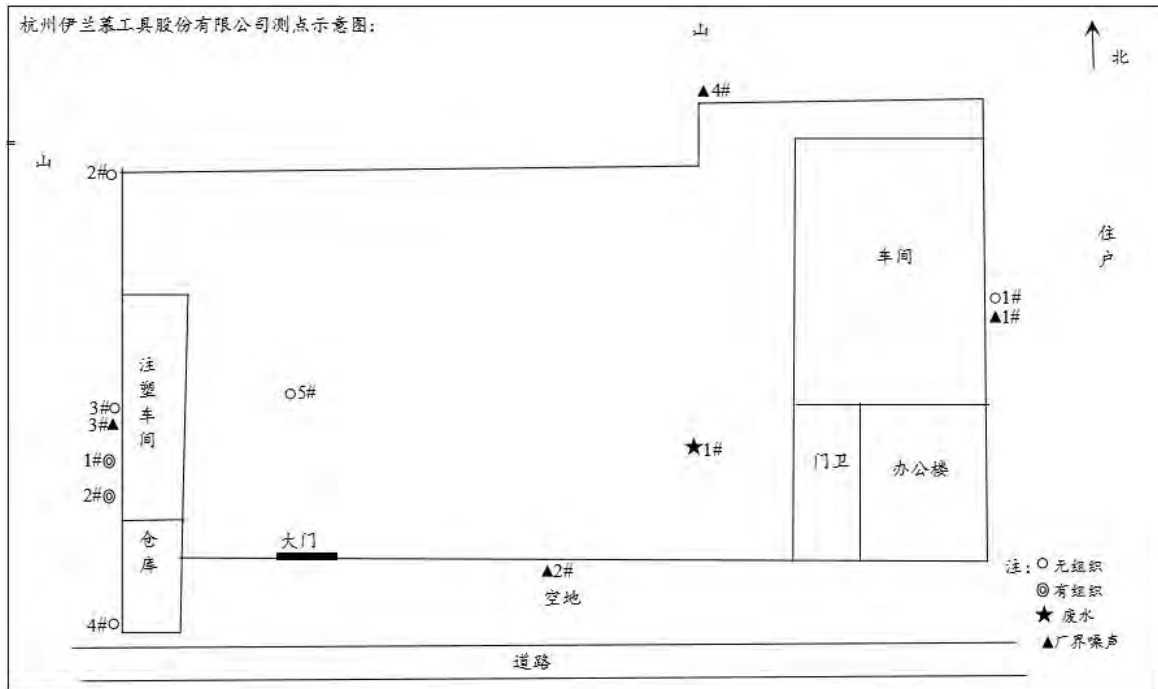 杭州伊兰慕工具股份有限公司测点示意图:
山
北
▲4#
山
2#○
住户
车间
○1#
▲1#
注塑车间
○5#
3#○
3#▲
★1#
1#◎
门卫
办公楼
2#◎
仓库
大门
▲2#
空地
注:○无组织
◎有组织
★ 废水
▲厂界噪声
4#○
道路